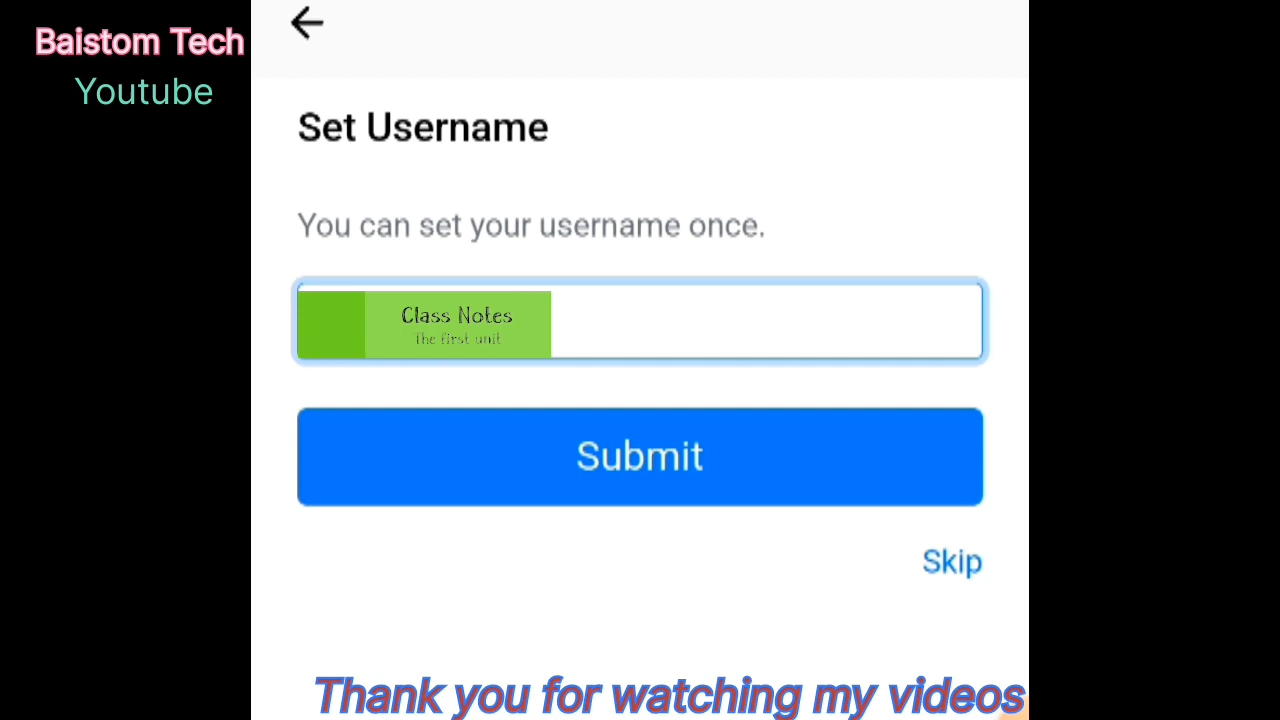 Baistom Tech
Youtube
Set Username
You can set your username once.
Class Notes
The first unit
Submit
Skip
Thank you for watching my videos